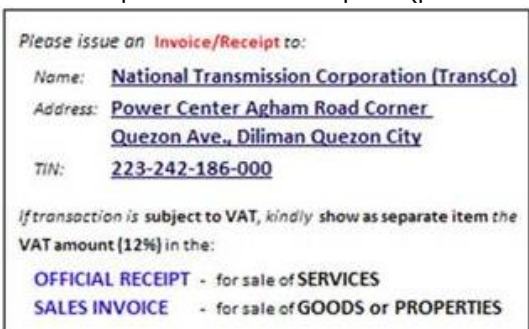 Please issue an Invoice/Receipt to:
Name: National Transmission Corporation (TransCo)
Address: Power Center Agham Road Corner
Quezon Ave., Diliman Quezon City
TIN: 223-242-186-000
If transaction is subject to VAT, kindly show as separate item the
VAT amount (12%) in the:
OFFICIAL RECEIPT - for sale of SERVICES
SALES INVOICE - for sale of GOODS or PROPERTIES